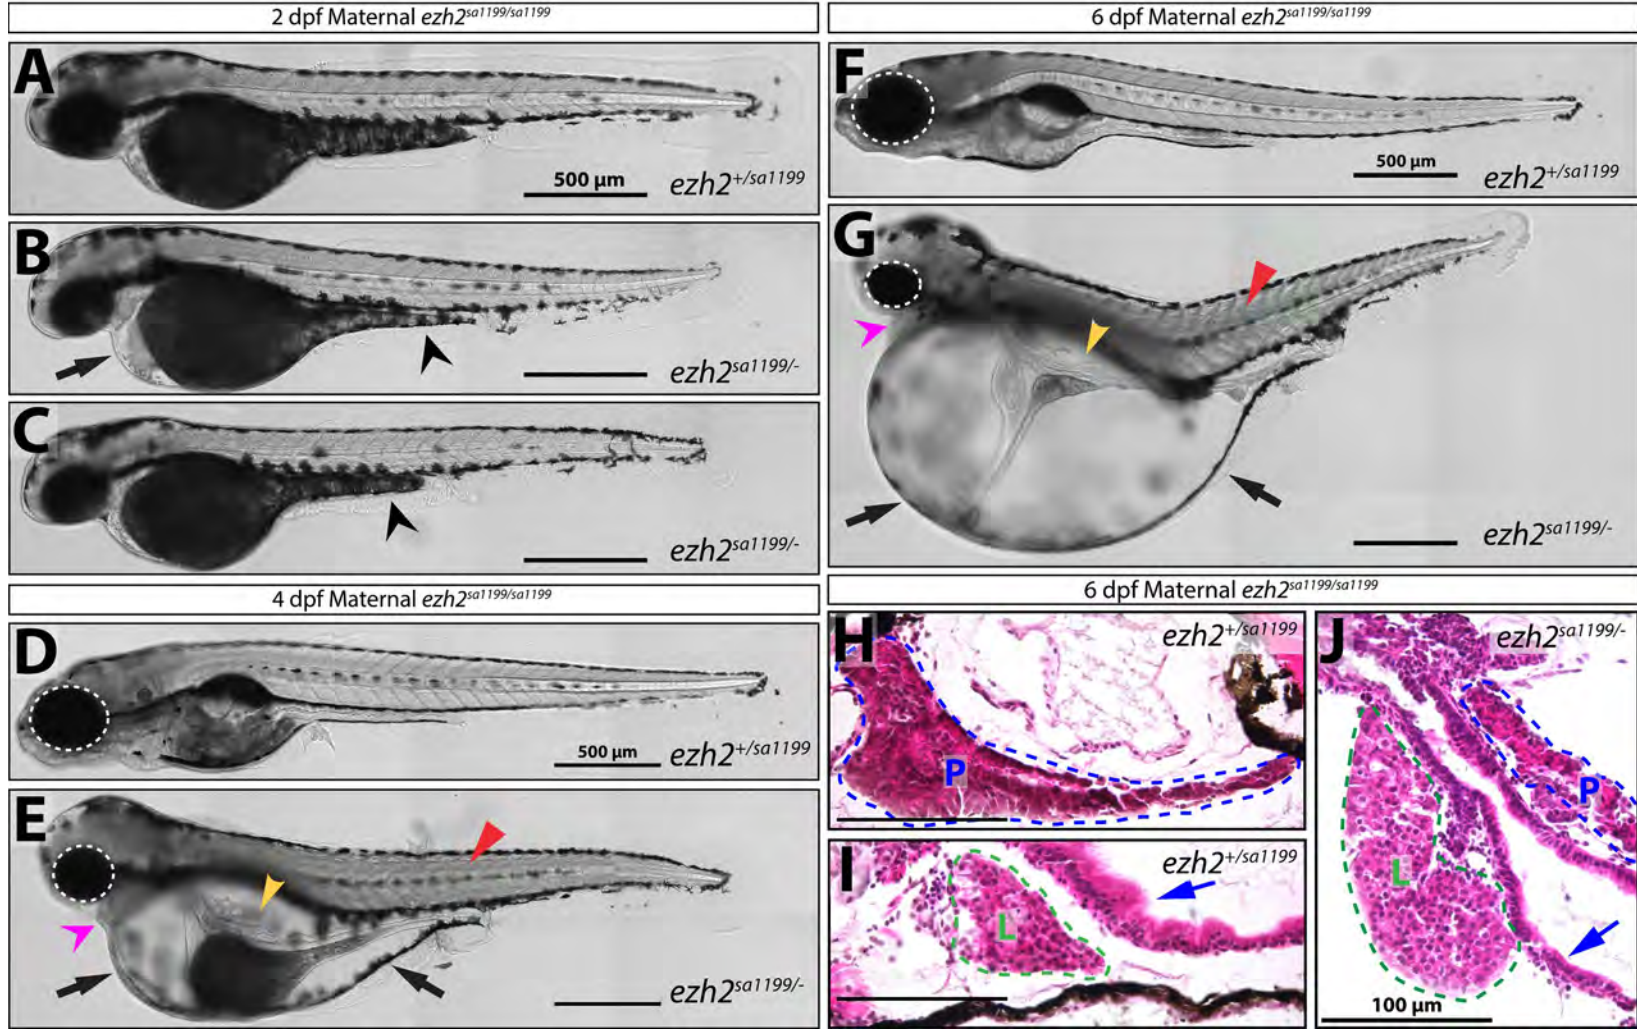 2 dpf Maternal ezh2sa1199/sa1199
A
500 µm
ezh2+/sa1199
B
ezh2sa1199/-
C
ezh2sa1199/-
4 dpf Maternal ezh2sa1199/sa1199
D
500 µm
ezh2+/sa1199
E
ezh2sa1199/-
6 dpf Maternal ezh2sa1199/sa1199
F
500 µm
ezh2+/sa1199
G
ezh2sa1199/-
6 dpf Maternal ezh2sa1199/sa1199
H
ezh2+/sa1199
P
I
ezh2+/sa1199
L
J
ezh2sa1199/-
P
L
100 µm